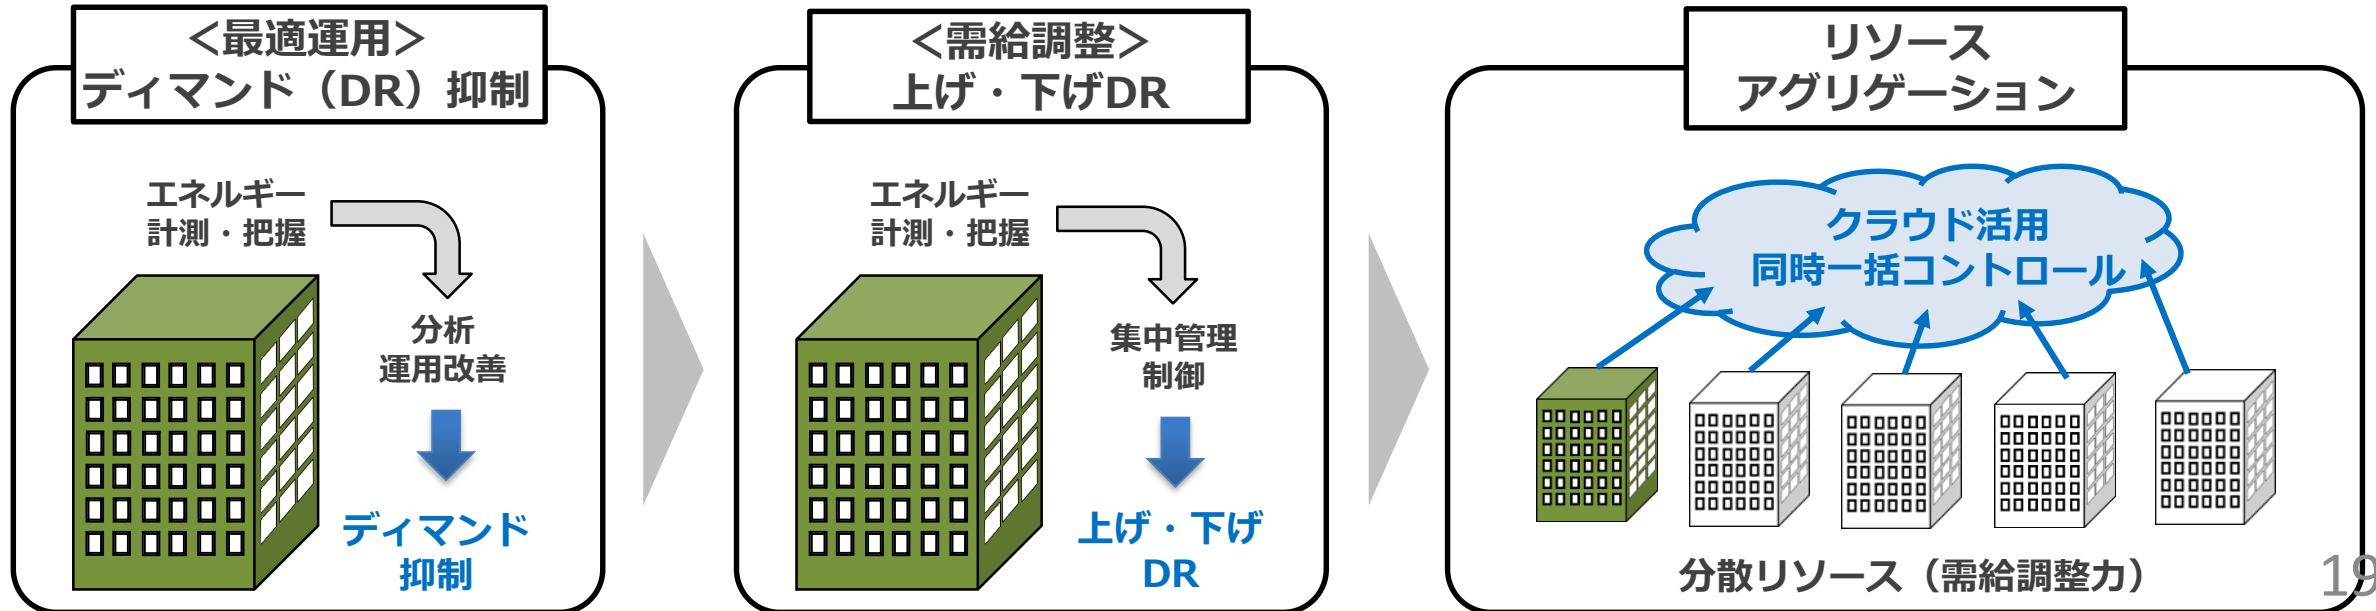 ＜最適運用＞
ディマンド（DR）抑制
エネルギー
計測・把握
分析
運用改善
ディマンド
抑制
＜需給調整＞
上げ・下げDR
エネルギー
計測・把握
集中管理
制御
上げ・下げ
DR
リソース
アグリゲーション
クラウド活用
同時一括コントロール
分散リソース（需給調整力）
19